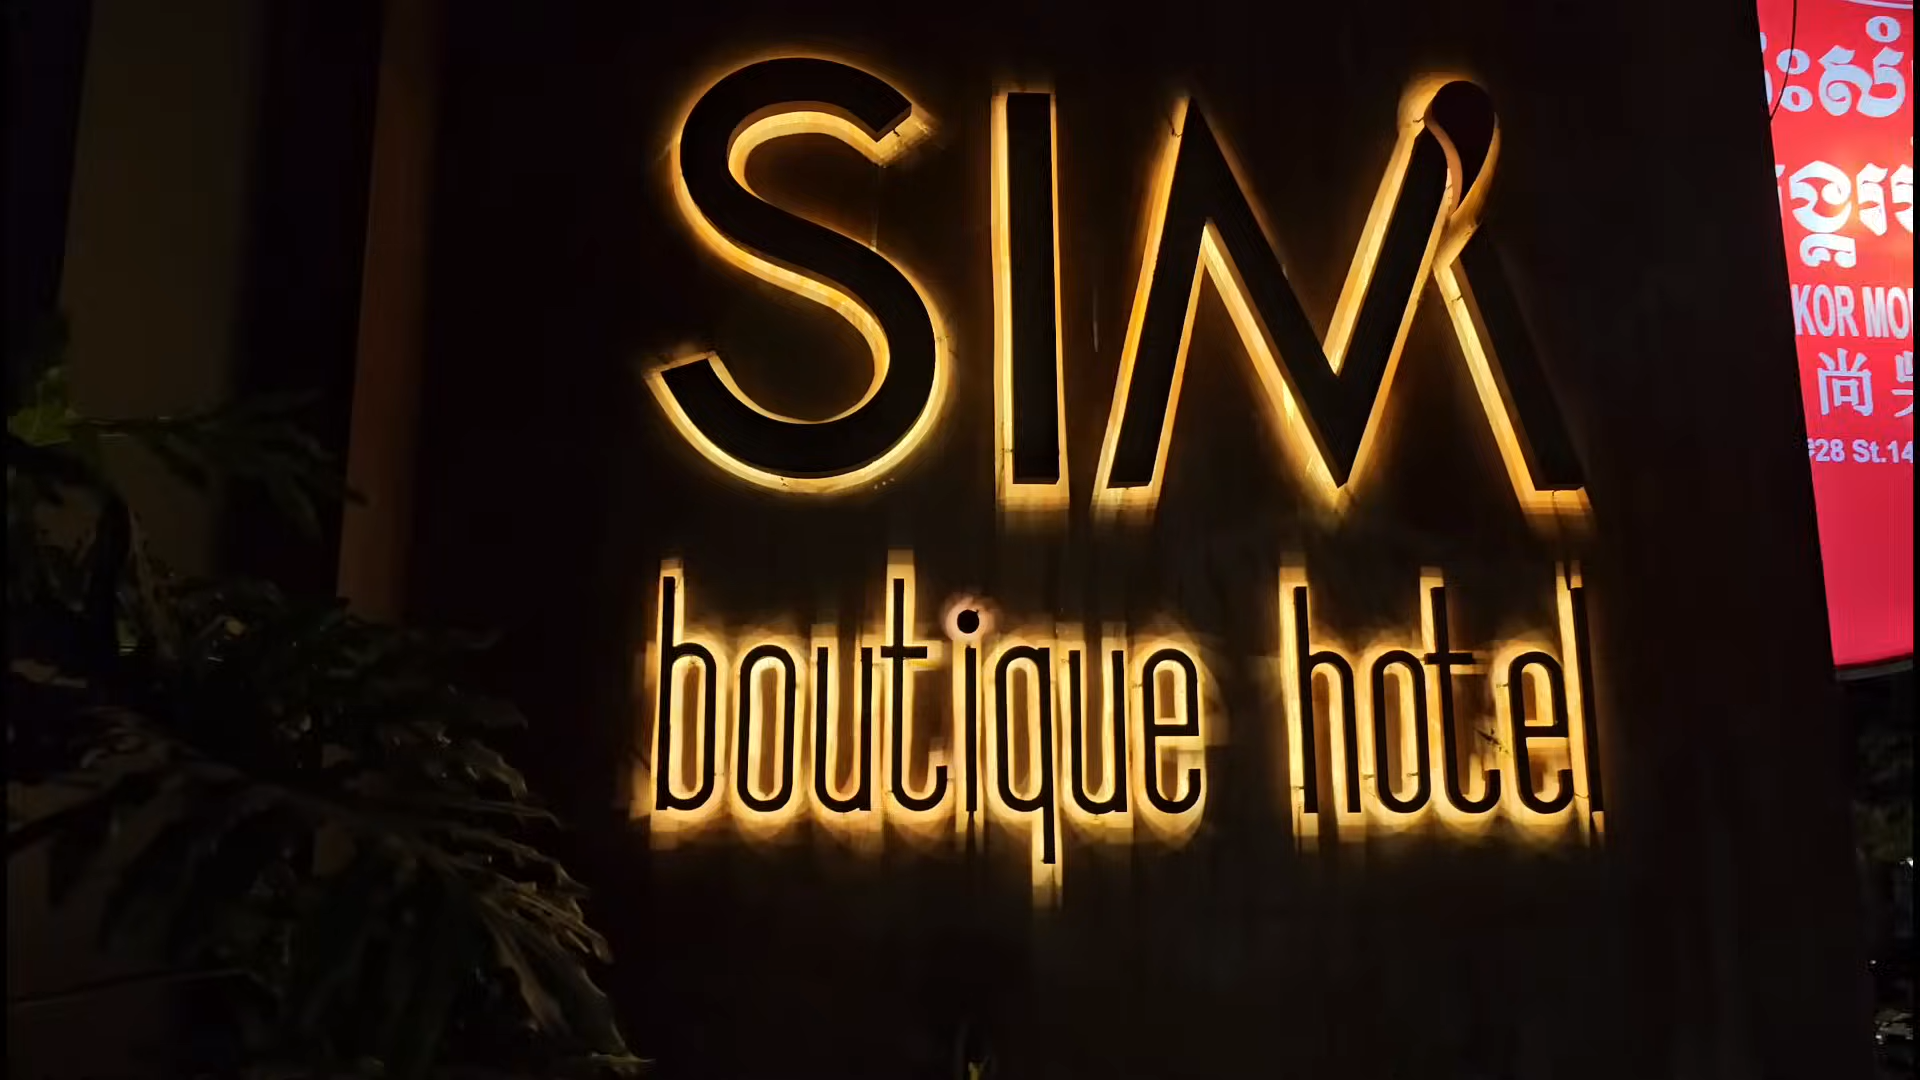 SIM
boutique hotel
KOR MO
尚
#28 St.14